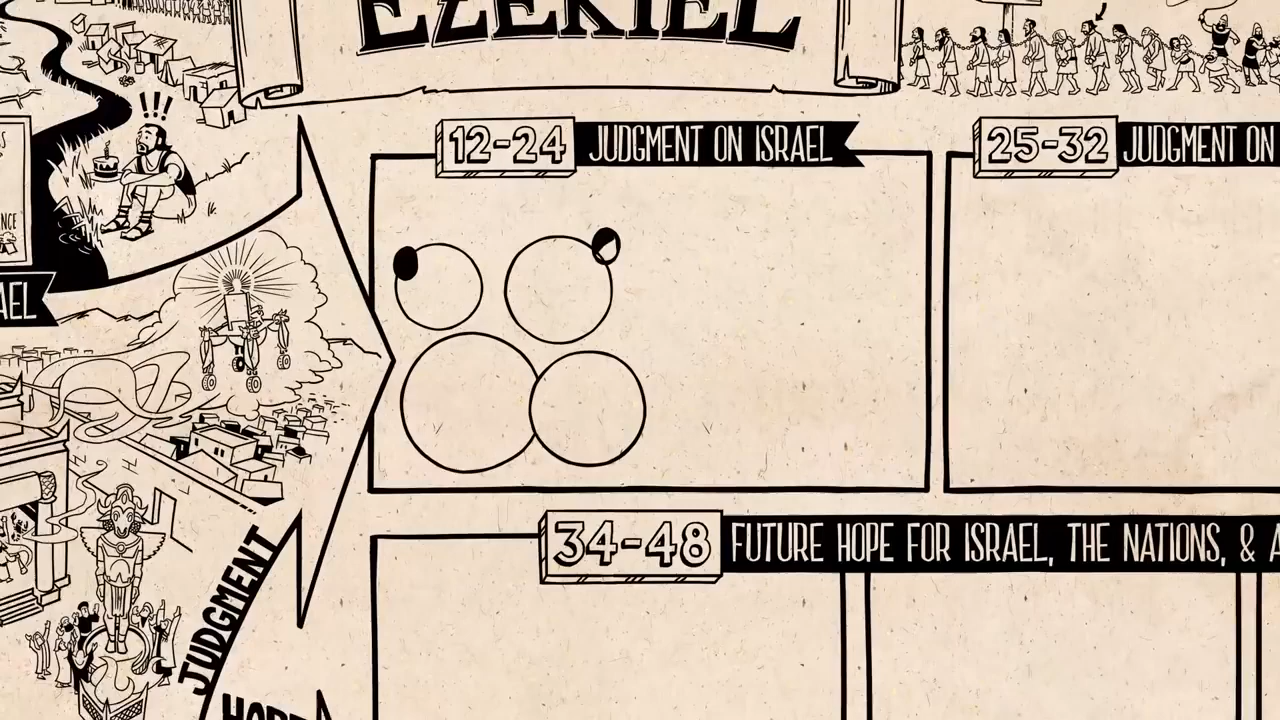 EZEKIEL
!!!
12-24 JUDGMENT ON ISRAEL
25-32 JUDGMENT ON
34-48 FUTURE HOPE FOR ISRAEL, THE NATIONS, &
JUDGMENT
HOPE